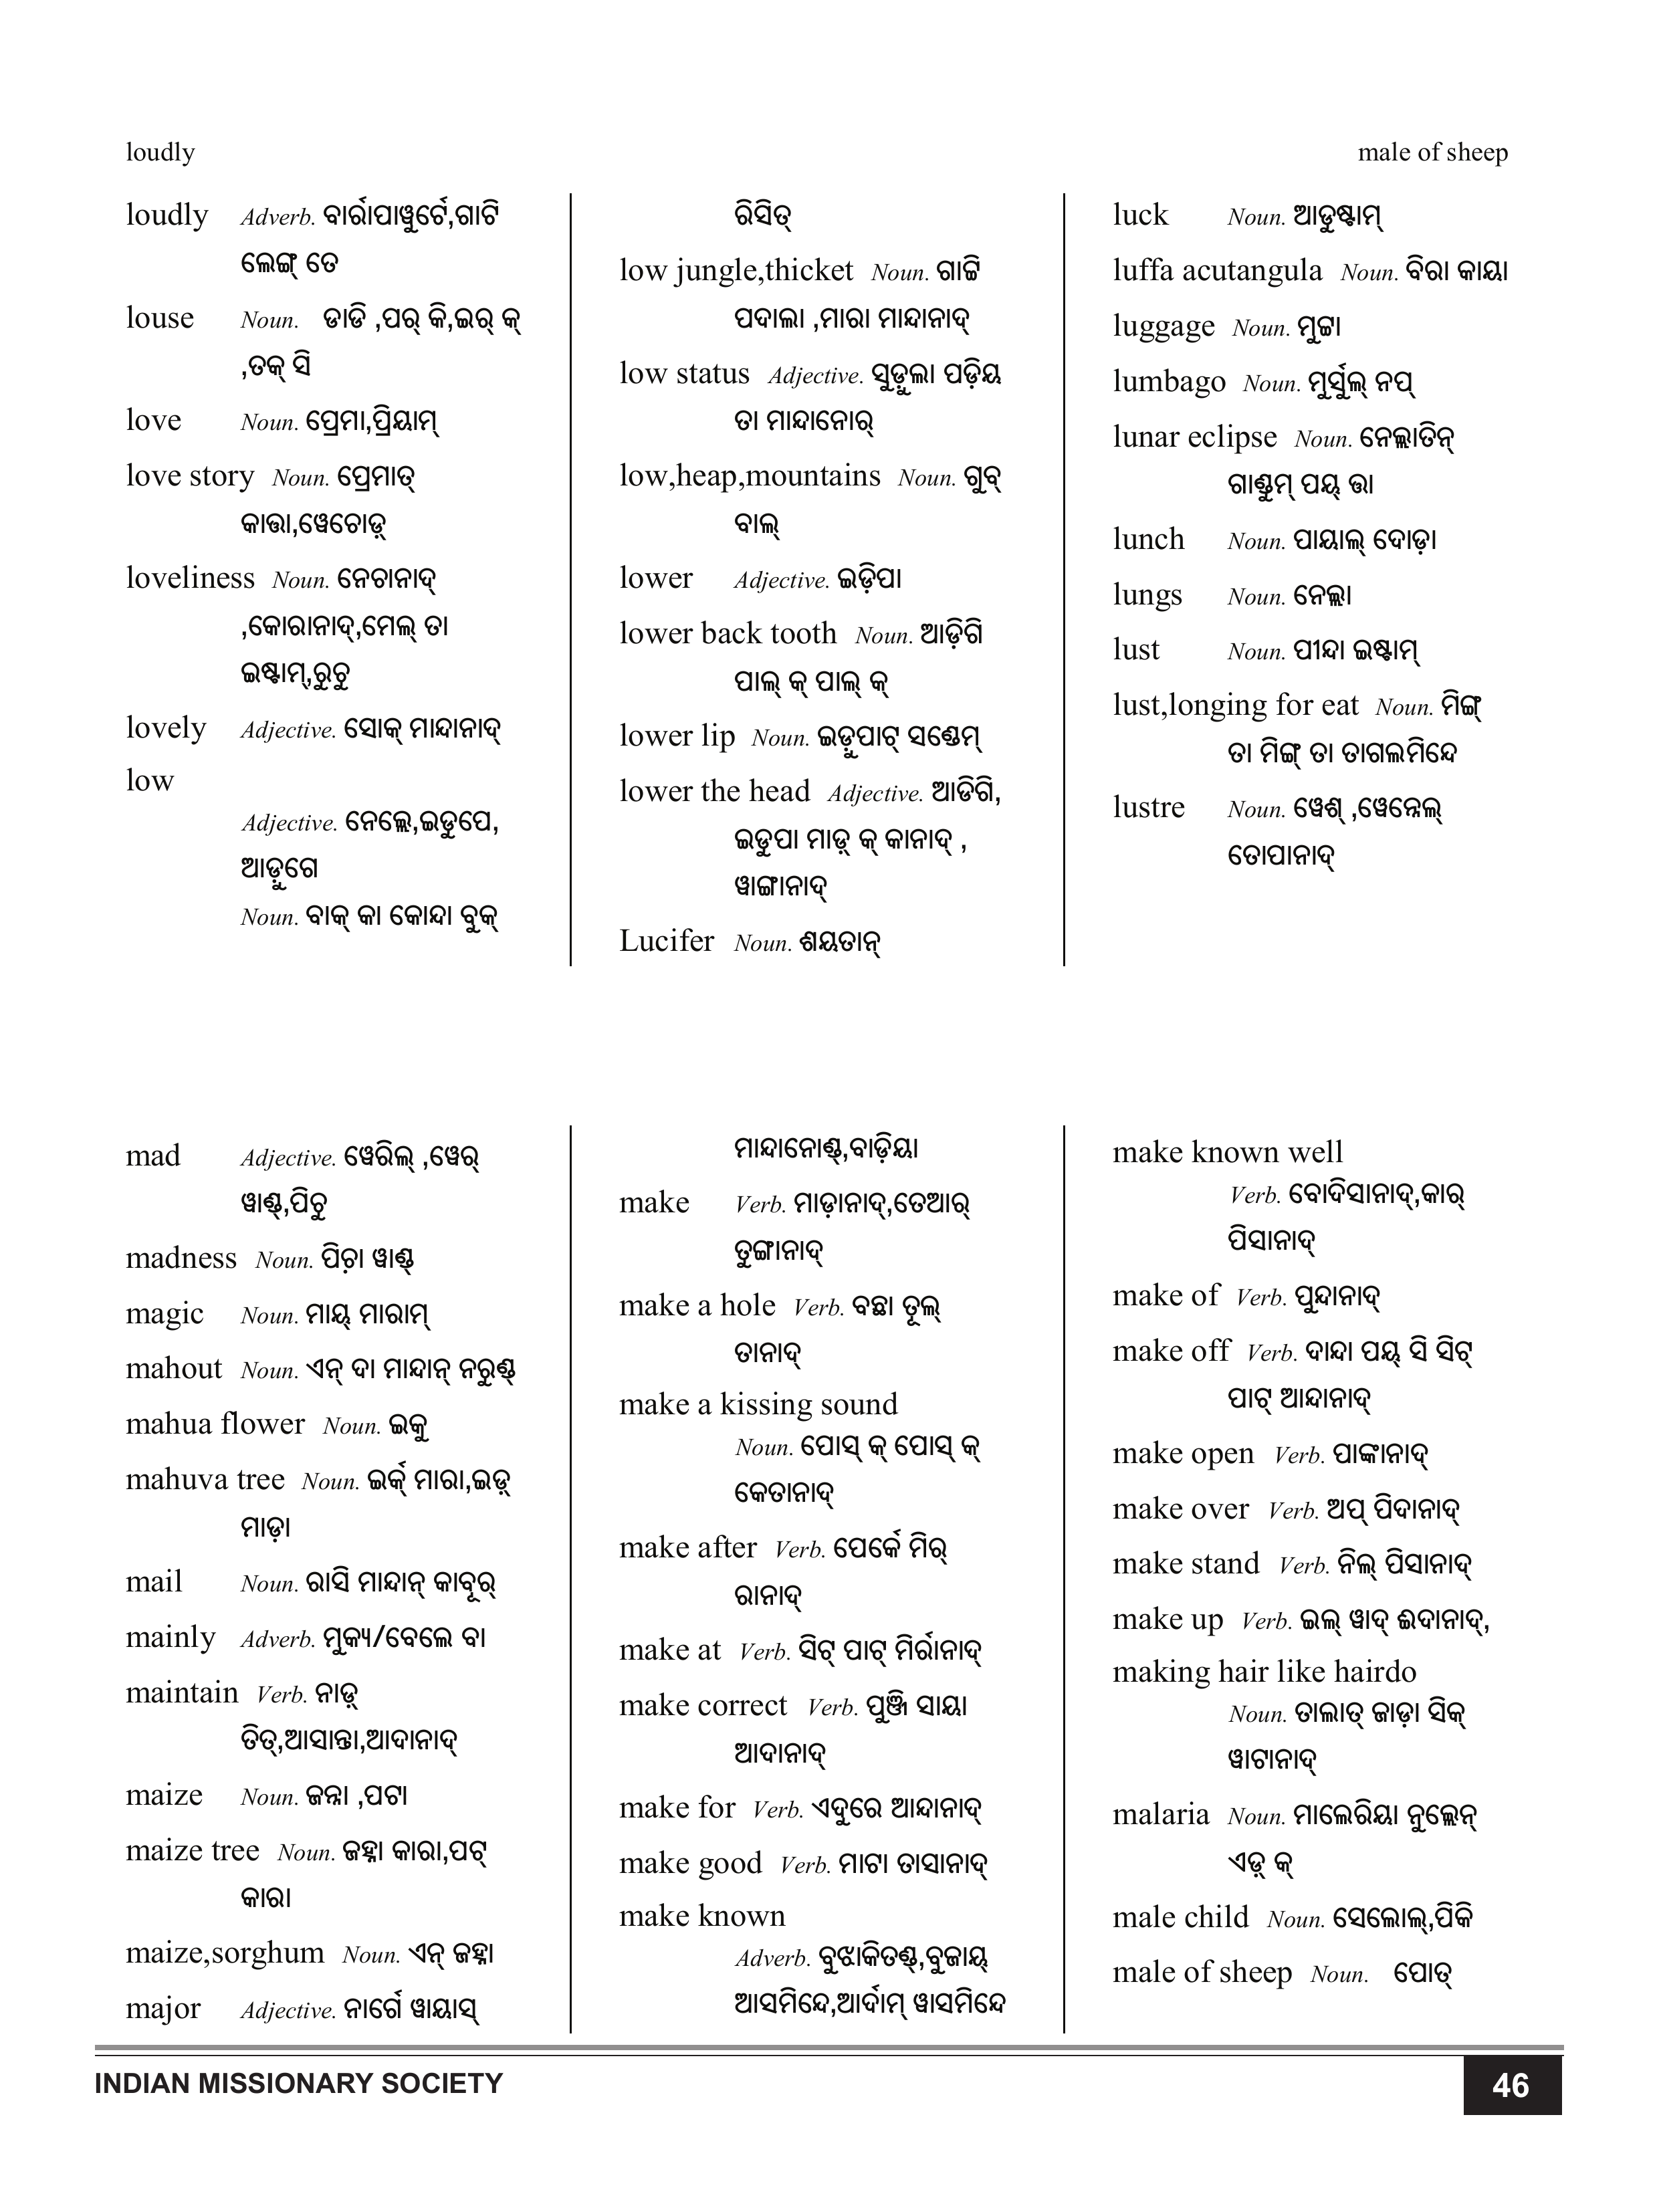 loudly
male of sheep
loudly Adverb. ବାର୍ରାପାୱୁର୍ଟେ,ଗାଟି
ଲେଙ୍ଗ୍ ତେ
louse Noun. ଡାଡି ,ପର୍ କି,ଇର୍ କ୍
,ତକ୍ ସି
love Noun. ପ୍ରେମା,ପ୍ରିୟାମ୍
love story Noun. ପ୍ରେମାତ୍
କାତ୍ତା,ୱେଚୋଡ଼୍
loveliness Noun. ନେଚାନାଦ୍
,କୋରାନାଦ୍,ମେଲ୍ ତା
ଇଷ୍ଟାମ୍,ରୁଚୁ
lovely Adjective. ସୋକ୍ ମାନ୍ଦାନାଦ୍
low
Adjective. ନେଲ୍ଲେ,ଇଡୁପେ,
ଆଡ଼ୁଗେ
Noun. ବାକ୍ କା କୋନ୍ଦା ବୁକ୍
ରିସିତ୍
low jungle,thicket Noun. ଗାଟ୍ଟି
ପଦାଲା ,ମାରା ମାନ୍ଦାନାଦ୍
low status Adjective. ସୁଡ଼ୁଲା ପଡ଼ିୟ
ତା ମାନ୍ଦାନୋର୍
low,heap,mountains Noun. ଗୁବ୍
ବାଲ୍
lower Adjective. ଇଡ଼ିପା
lower back tooth Noun. ଆଡ଼ିଗି
ପାଲ୍ କ୍ ପାଲ୍ କ୍
lower lip Noun. ଇଡ଼ୁପାଟ୍ ସଣ୍ଡେମ୍
lower the head Adjective. ଆଡିଗି,
ଇଡୁପା ମାଡ଼୍ କ୍ କାନାଦ୍ ,
ୱାଙ୍ଗାନାଦ୍
Lucifer Noun. ଶୟତାନ୍
luck Noun. ଆଡୁଷ୍ଟାମ୍
luffa acutangula Noun. ବିରା କାୟା
luggage Noun. ମୁଟ୍ଟା
lumbago Noun. ମୁର୍ସୁଲ୍ ନପ୍
lunar eclipse Noun. ନେଲ୍ଲାତିନ୍
ଗାଣ୍ଡୁମ୍ ପୟ୍ ତ୍ତା
lunch Noun. ପାୟାଲ୍ ଦୋଡ଼ା
lungs Noun. ନେଲ୍ଲା
lust Noun. ପୀନ୍ଦା ଇଷ୍ଟାମ୍
lust,longing for eat Noun. ମିଙ୍ଗ୍
ତା ମିଙ୍ଗ୍ ତା ତାଗଲମିନ୍ଦେ
lustre Noun. ୱେଶ୍ ,ୱେନ୍ନେଲ୍
ତୋପାନାଦ୍
mad Adjective. ୱେରିଲ୍ ,ୱେର୍
ୱାଣ୍ଡ୍,ପିଚୁ
madness Noun. ପିଚ଼ା ୱାଣ୍ଡ୍
magic Noun. ମାୟ୍ ମାରାମ୍
mahout Noun. ଏନ୍ ଦା ମାନ୍ଦାନ୍ ନରୁଣ୍ଡ୍
mahua flower Noun. ଇକୁ
mahuva tree Noun. ଇର୍କ୍ ମାରା,ଇଡ଼୍
ମାଡ଼ା
mail Noun. ରାସି ମାନ୍ଦାନ୍ କାବୂର୍
mainly Adverb. ମୁକ୍ୟ/ବେଲେ ବା
maintain Verb. ନାଡ଼୍
ତିତ୍,ଆସାନ୍ତା,ଆଦାନାଦ୍
maize Noun. ଜନ୍ନା ,ପଟା
maize tree Noun. ଜହ୍ନା କାରା,ପଟ୍
କାରା
maize,sorghum Noun. ଏନ୍ ଜହ୍ନା
major Adjective. ନାର୍ଗେ ୱାୟାସ୍
ମାନ୍ଦାନୋଣ୍ଡ୍,ବାଡ଼ିୟା
make Verb. ମାଡ଼ାନାଦ୍,ତେଆର୍
ତୁଙ୍ଗାନାଦ୍
make a hole Verb. ବଛା ତୂଲ୍
ତାନାଦ୍
make a kissing sound
Noun. ପୋସ୍ କ୍ ପୋସ୍ କ୍
କେତାନାଦ୍
make after Verb. ପେର୍କେ ମିର୍
ରାନାଦ୍
make at Verb. ସିଟ୍ ପାଟ୍ ମିର୍ରାନାଦ୍
make correct Verb. ପୁଞ୍ଜି ସାୟା
ଆଦାନାଦ୍
make for Verb. ଏଦୁରେ ଆନ୍ଦାନାଦ୍
make good Verb. ମାଟା ତାସାନାଦ୍
make known
Adverb. ବୁଝାକିତଣ୍ଡ୍,ବୁଜାୟ୍
ଆସମିନ୍ଦେ,ଆର୍ଦାମ୍ ୱାସମିନ୍ଦେ
make known well
Verb. ବୋଦିସାନାଦ୍,କାର୍
ପିସାନାଦ୍
make of Verb. ପୁନ୍ଦାନାଦ୍
make off Verb. ଦାନ୍ଦା ପୟ୍ ସି ସିଟ୍
ପାଟ୍ ଆନ୍ଦାନାଦ୍
make open Verb. ପାଙ୍କାନାଦ୍
make over Verb. ଅପ୍ ପିଦାନାଦ୍
make stand Verb. ନିଲ୍ ପିସାନାଦ୍
make up Verb. ଇଲ୍ ୱାଦ୍ ଈଦାନାଦ୍,
making hair like hairdo
Noun. ତାଲାତ୍ ଜାଡ଼ା ସିକ୍
ୱାଟାନାଦ୍
malaria Noun. ମାଲେରିୟା ନୁଲ୍ଲେନ୍
ଏଡ଼୍ କ୍
male child Noun. ସେଲୋଲ୍,ପିକି
male of sheep Noun. ପୋତ୍
INDIAN MISSIONARY SOCIETY
46